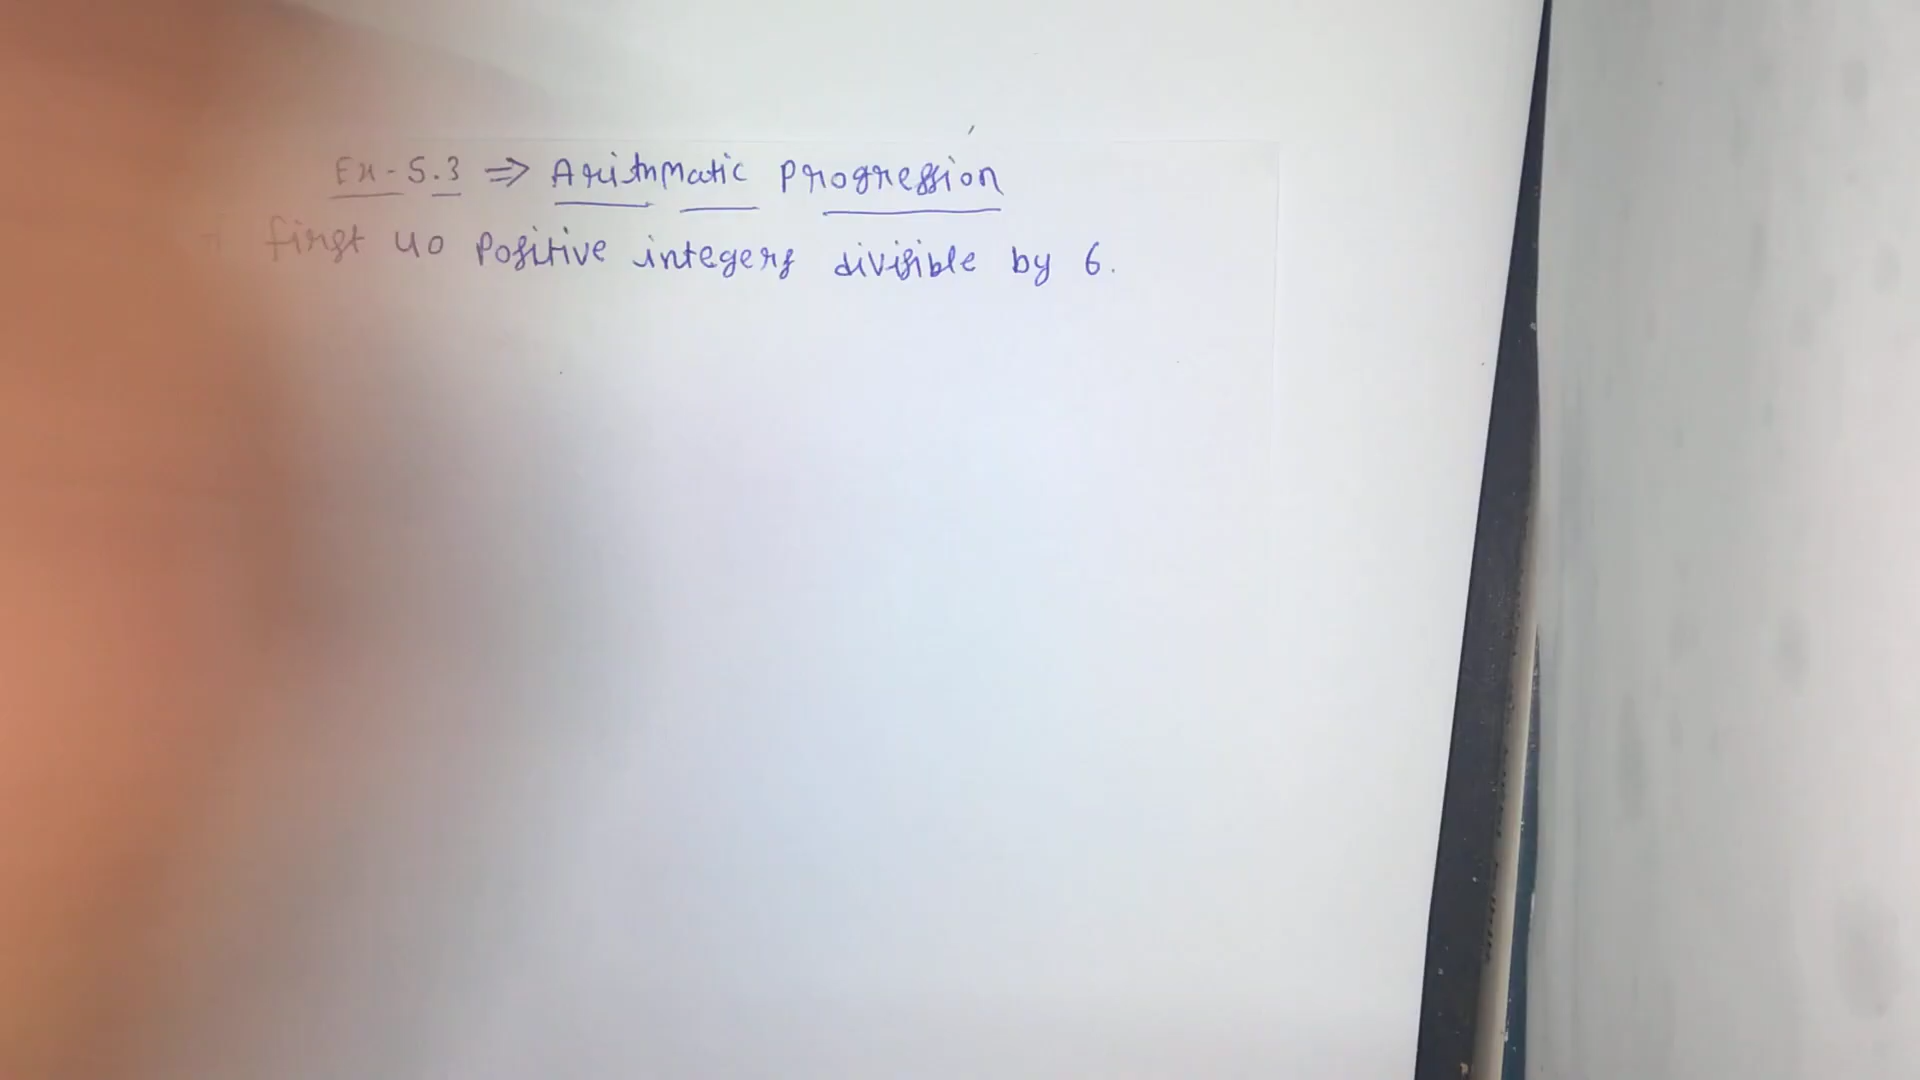 Ex-5.3 ⇒ Arithmatic Progression
first 40 Positive integers divisible by 6.